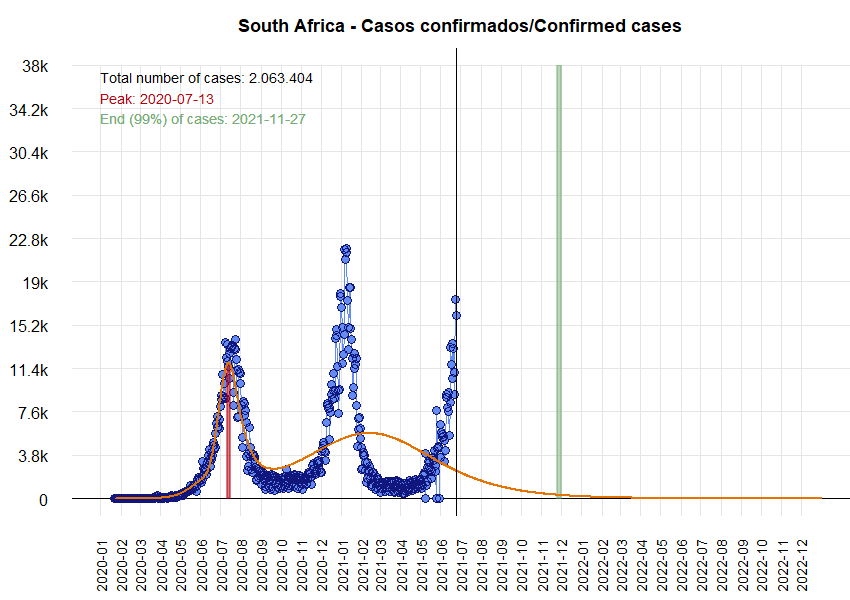 South Africa - Casos confirmados/Confirmed cases
Total number of cases: 2.063.404
Peak: 2020-07-13
End (99%) of cases: 2021-11-27
38k
34.2k
30.4k
26.6k
22.8k
19k
15.2k
11.4k
7.6k
3.8k
0
2020-01
2020-02
2020-03
2020-04
2020-05
2020-06
2020-07
2020-08
2020-09
2020-10
2020-11
2020-12
2021-01
2021-02
2021-03
2021-04
2021-05
2021-06
2021-07
2021-08
2021-09
2021-10
2021-11
2021-12
2022-01
2022-02
2022-03
2022-04
2022-05
2022-06
2022-07
2022-08
2022-09
2022-10
2022-11
2022-12